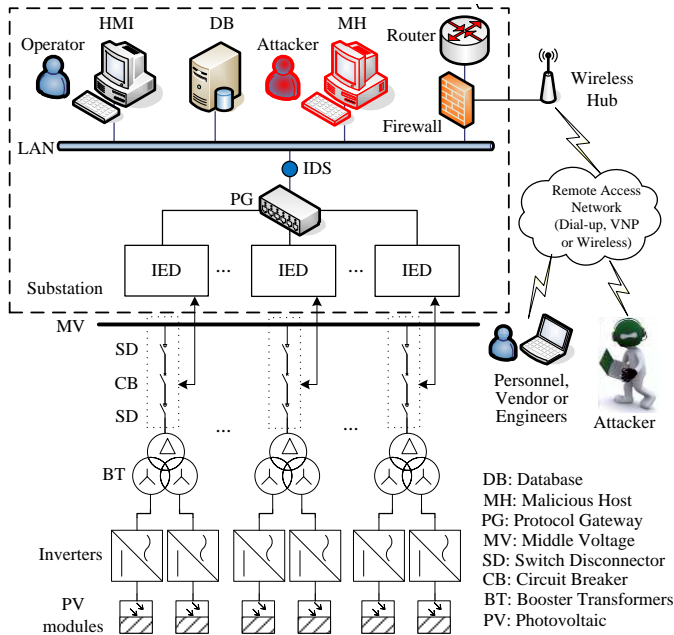 HMI
DB
MH
Operator
Attacker
Router
Wireless
Hub
Firewall
LAN
IDS
PG
Remote Access
Network
(Dial-up, VNP
or Wireless)
IED
...
IED
...
IED
Substation
MV
SD
CB
SD
Personnel,
Vendor or
Engineers
Attacker
...
...
BT
Inverters
PV
modules
DB: Database
MH: Malicious Host
PG: Protocol Gateway
MV: Middle Voltage
SD: Switch Disconnector
CB: Circuit Breaker
BT: Booster Transformers
PV: Photovoltaic